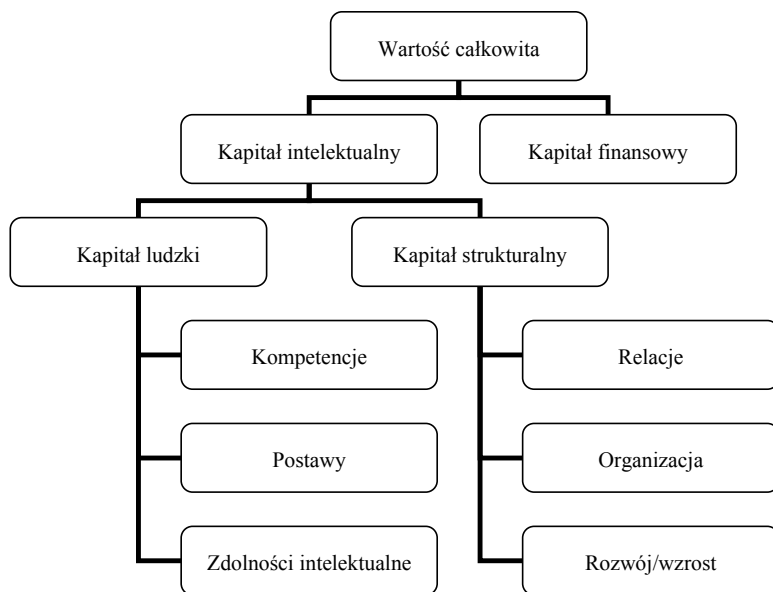 Wartość całkowita
Kapitał intelektualny
Kapitał finansowy
Kapitał ludzki
Kapitał strukturalny
Kompetencje
Relacje
Postawy
Organizacja
Zdolności intelektualne
Rozwój/wzrost